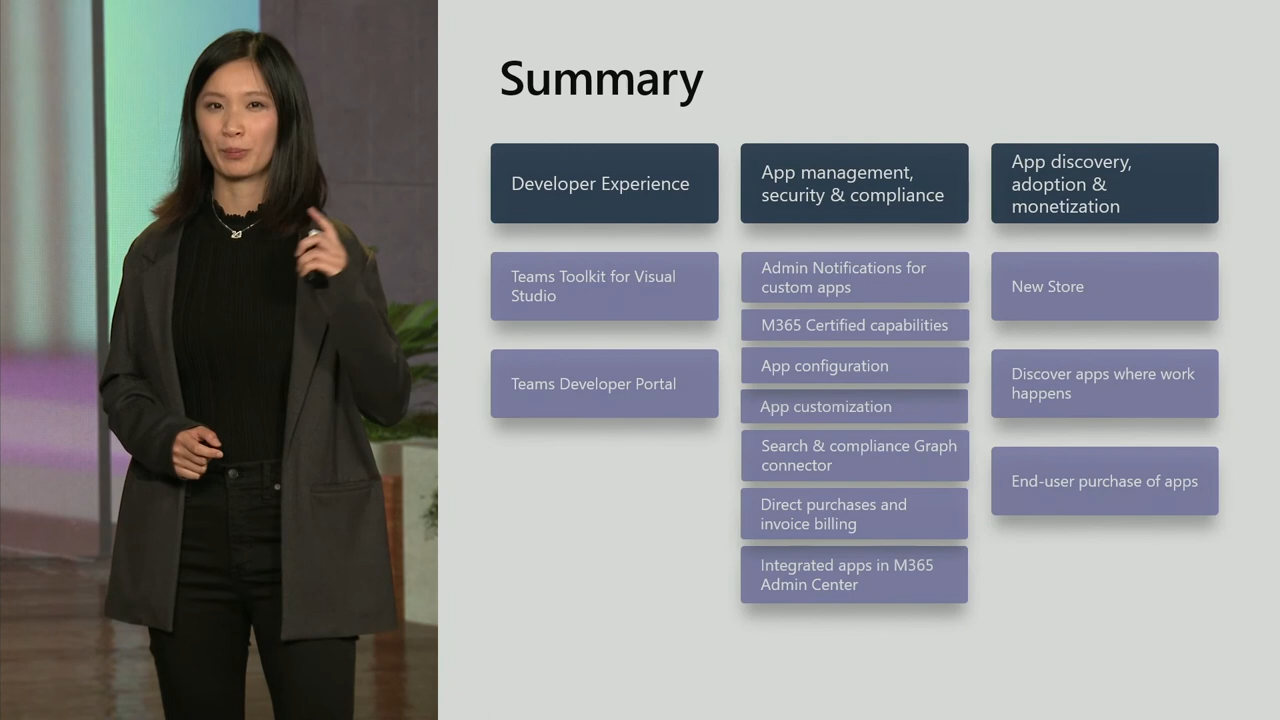 Summary
Developer Experience
Teams Toolkit for Visual
Studio
Teams Developer Portal
App management,
security & compliance
Admin Notifications for
custom apps
M365 Certified capabilities
App configuration
App customization
Search & compliance Graph
connector
Direct purchases and
invoice billing
Integrated apps in M365
Admin Center
App discovery,
adoption &
monetization
New Store
Discover apps where work
happens
End-user purchase of apps